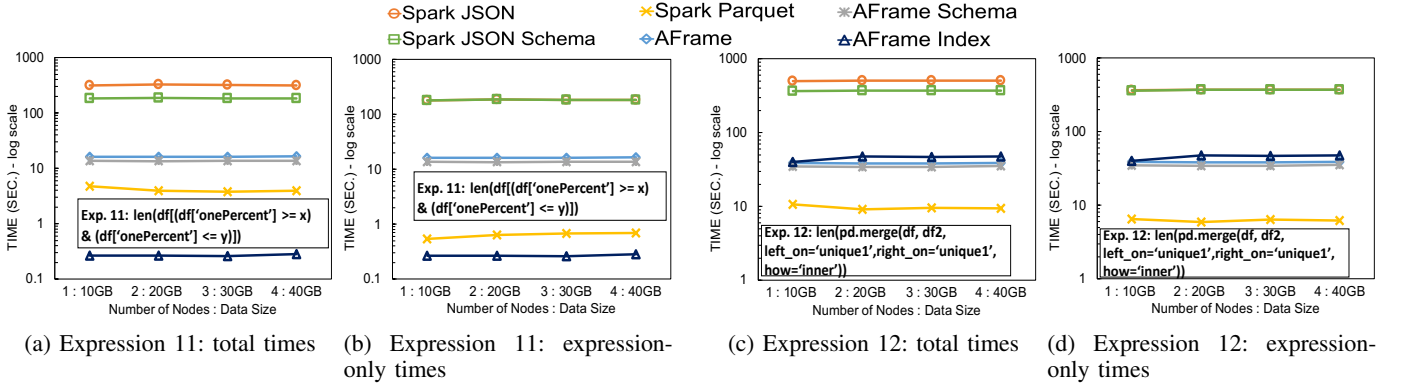 Spark JSON
Spark Parquet
AFrame Schema
Spark JSON Schema
AFrame
AFrame Index
TIME (SEC.) - log scale
1000
100
10
1
0.1
Exp. 11: len(df[(df['onePercent'] >= x)
& (df['onePercent'] <= y)])
1 : 10GB 2 : 20GB 3 : 30GB 4 : 40GB
Number of Nodes : Data Size
(a) Expression 11: total times
TIME (SEC.) - log scale
1000
100
10
1
0.1
Exp. 11: len(df[(df['onePercent'] >= x)
& (df['onePercent'] <= y)])
1 : 10GB 2 : 20GB 3 : 30GB 4 : 40GB
Number of Nodes : Data Size
(b) Expression 11: expression-
only times
TIME (SEC.) - log scale
1000
100
10
1
Exp. 12: len(pd.merge(df, df2,
left_on='unique1',right_on='unique1',
how='inner'))
1 : 10GB 2 : 20GB 3 : 30GB 4 : 40GB
Number of Nodes : Data Size
(c) Expression 12: total times
TIME (SEC.) - log scale
1000
100
10
1
Exp. 12: len(pd.merge(df, df2,
left_on='unique1',right_on='unique1',
how='inner'))
1 : 10GB 2 : 20GB 3 : 30GB 4 : 40GB
Number of Nodes : Data Size
(d) Expression 12: expression-
only times